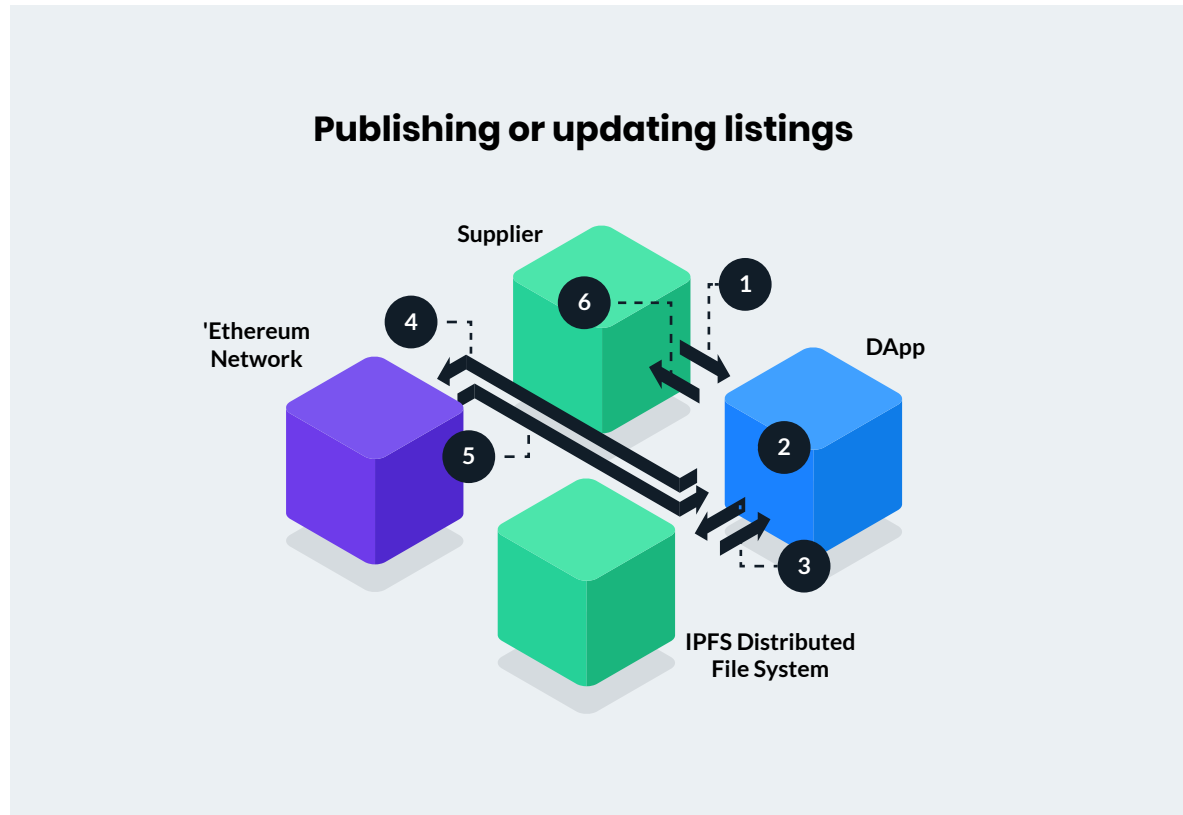 Publishing or updating listings
Supplier
1
6
4
'Ethereum
Network
DApp
2
5
3
IPFS Distributed
File System